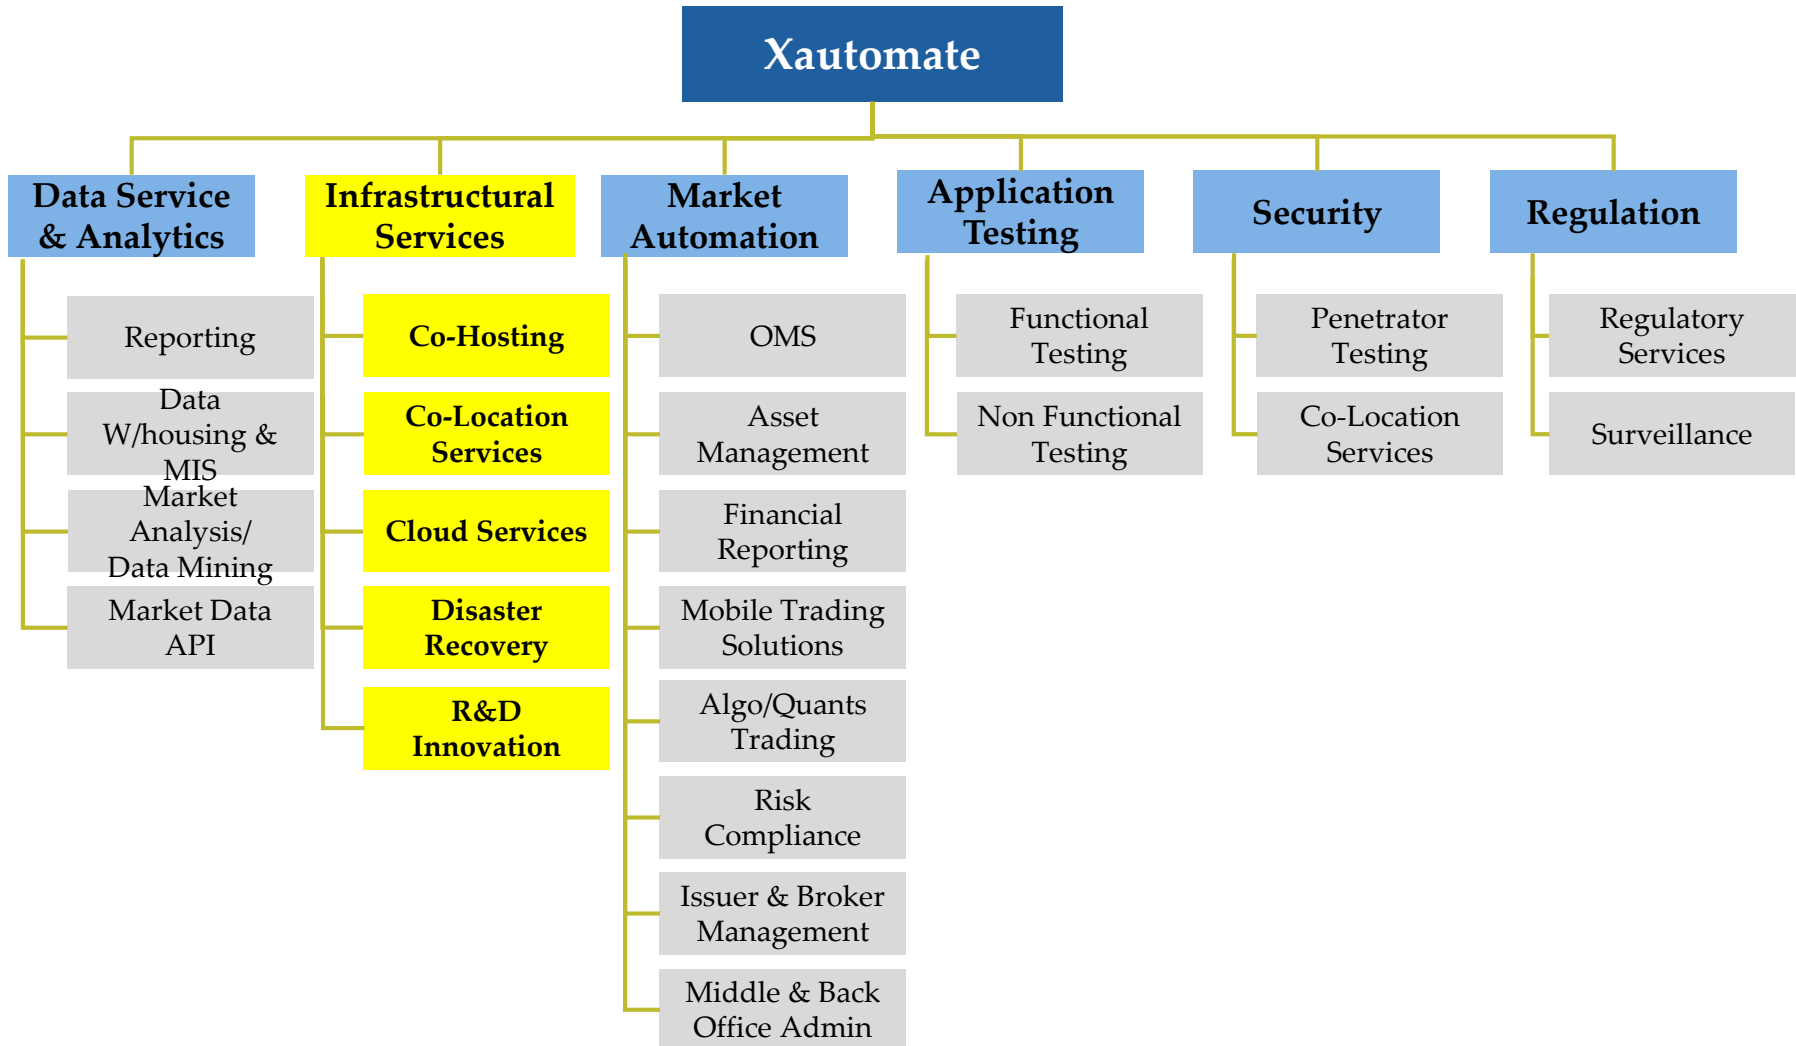 Xautomate
Data Service
& Analytics
Infrastructural
Services
Market
Automation
Application
Testing
Security
Regulation
Reporting
Data
W/housing &
MIS
Market
Analysis/
Data Mining
Market Data
API
Co-Hosting
Co-Location
Services
Cloud Services
Disaster
Recovery
R&D
Innovation
OMS
Asset
Management
Financial
Reporting
Mobile Trading
Solutions
Algo/Quants
Trading
Risk
Compliance
Issuer & Broker
Management
Middle & Back
Office Admin
Functional
Testing
Non Functional
Testing
Penetrator
Testing
Co-Location
Services
Regulatory
Services
Surveillance